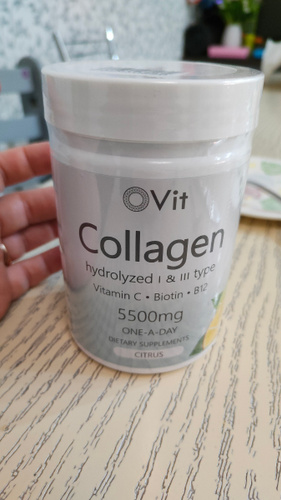 Vit
Collagen
hydrolyzed I & III type
Vitamin C • Biotin • B12
5500mg
ONE-A-DAY
DIETARY SUPPLEMENTS
CITRUS